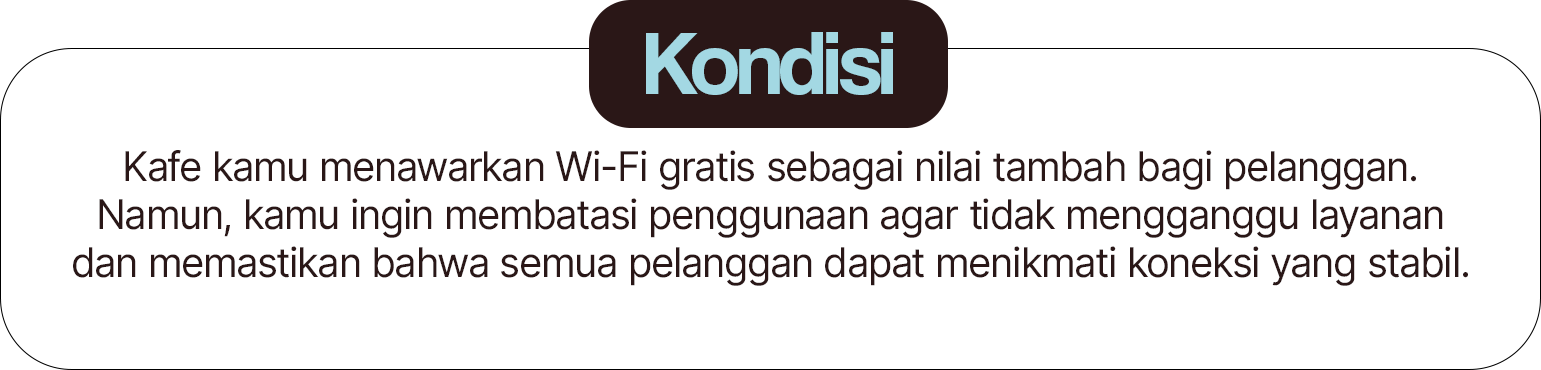 Kondisi
Kafe kamu menawarkan Wi-Fi gratis sebagai nilai tambah bagi pelanggan.
Namun, kamu ingin membatasi penggunaan agar tidak mengganggu layanan
dan memastikan bahwa semua pelanggan dapat menikmati koneksi yang stabil.